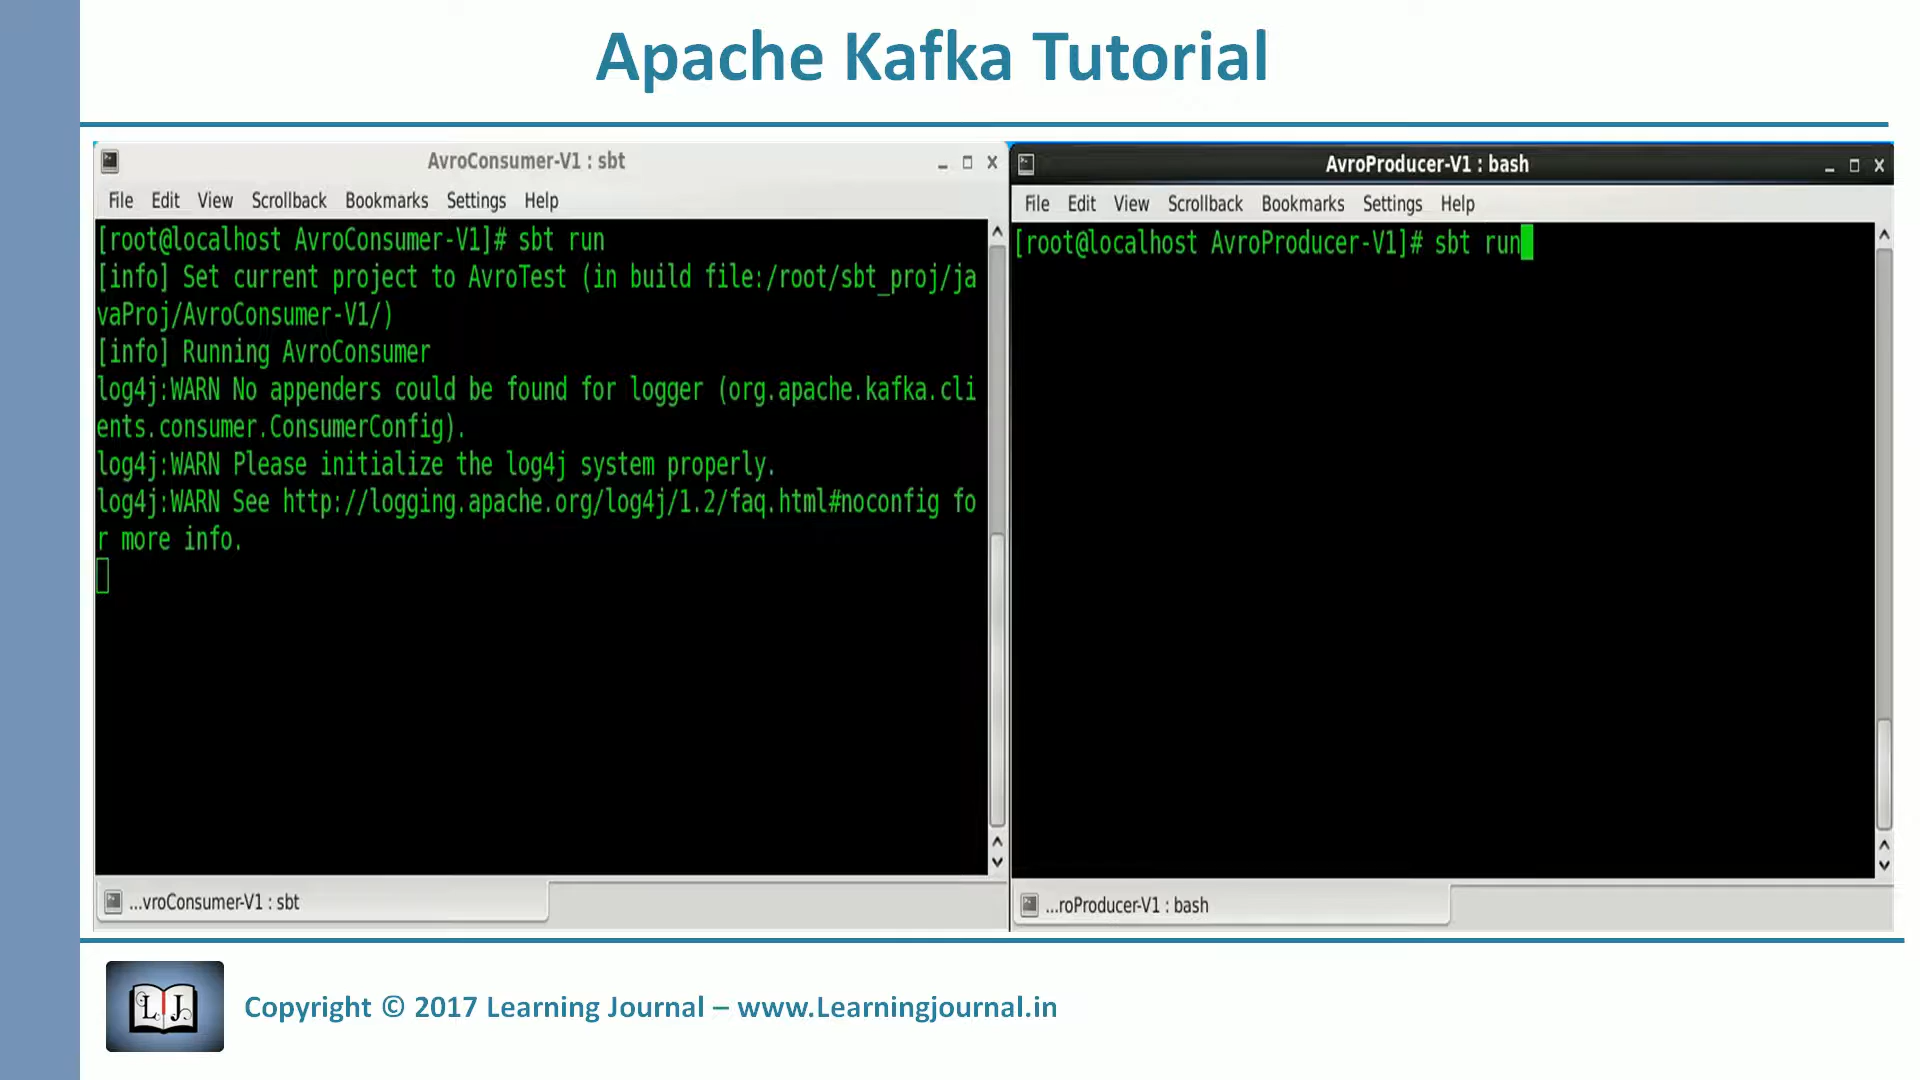 Apache Kafka Tutorial
AvroConsumer-V1 : sbt
File Edit View Scrollback Bookmarks Settings Help
[root@localhost AvroConsumer-V1]# sbt run
[info] Set current project to AvroTest (in build file:/root/sbt_proj/ja
vaProj/AvroConsumer-V1/)
[info] Running AvroConsumer
log4j:WARN No appenders could be found for logger (org.apache.kafka.cli
ents.consumer.ConsumerConfig).
log4j:WARN Please initialize the log4j system properly.
log4j:WARN See http://logging.apache.org/log4j/1.2/faq.html#noconfig fo
r more info.
...vroConsumer-V1 : sbt
AvroProducer-V1 : bash
File Edit View Scrollback Bookmarks Settings Help
[root@localhost AvroProducer-V1]# sbt run
...roProducer-V1 : bash
LJ
Copyright © 2017 Learning Journal – www.Learningjournal.in